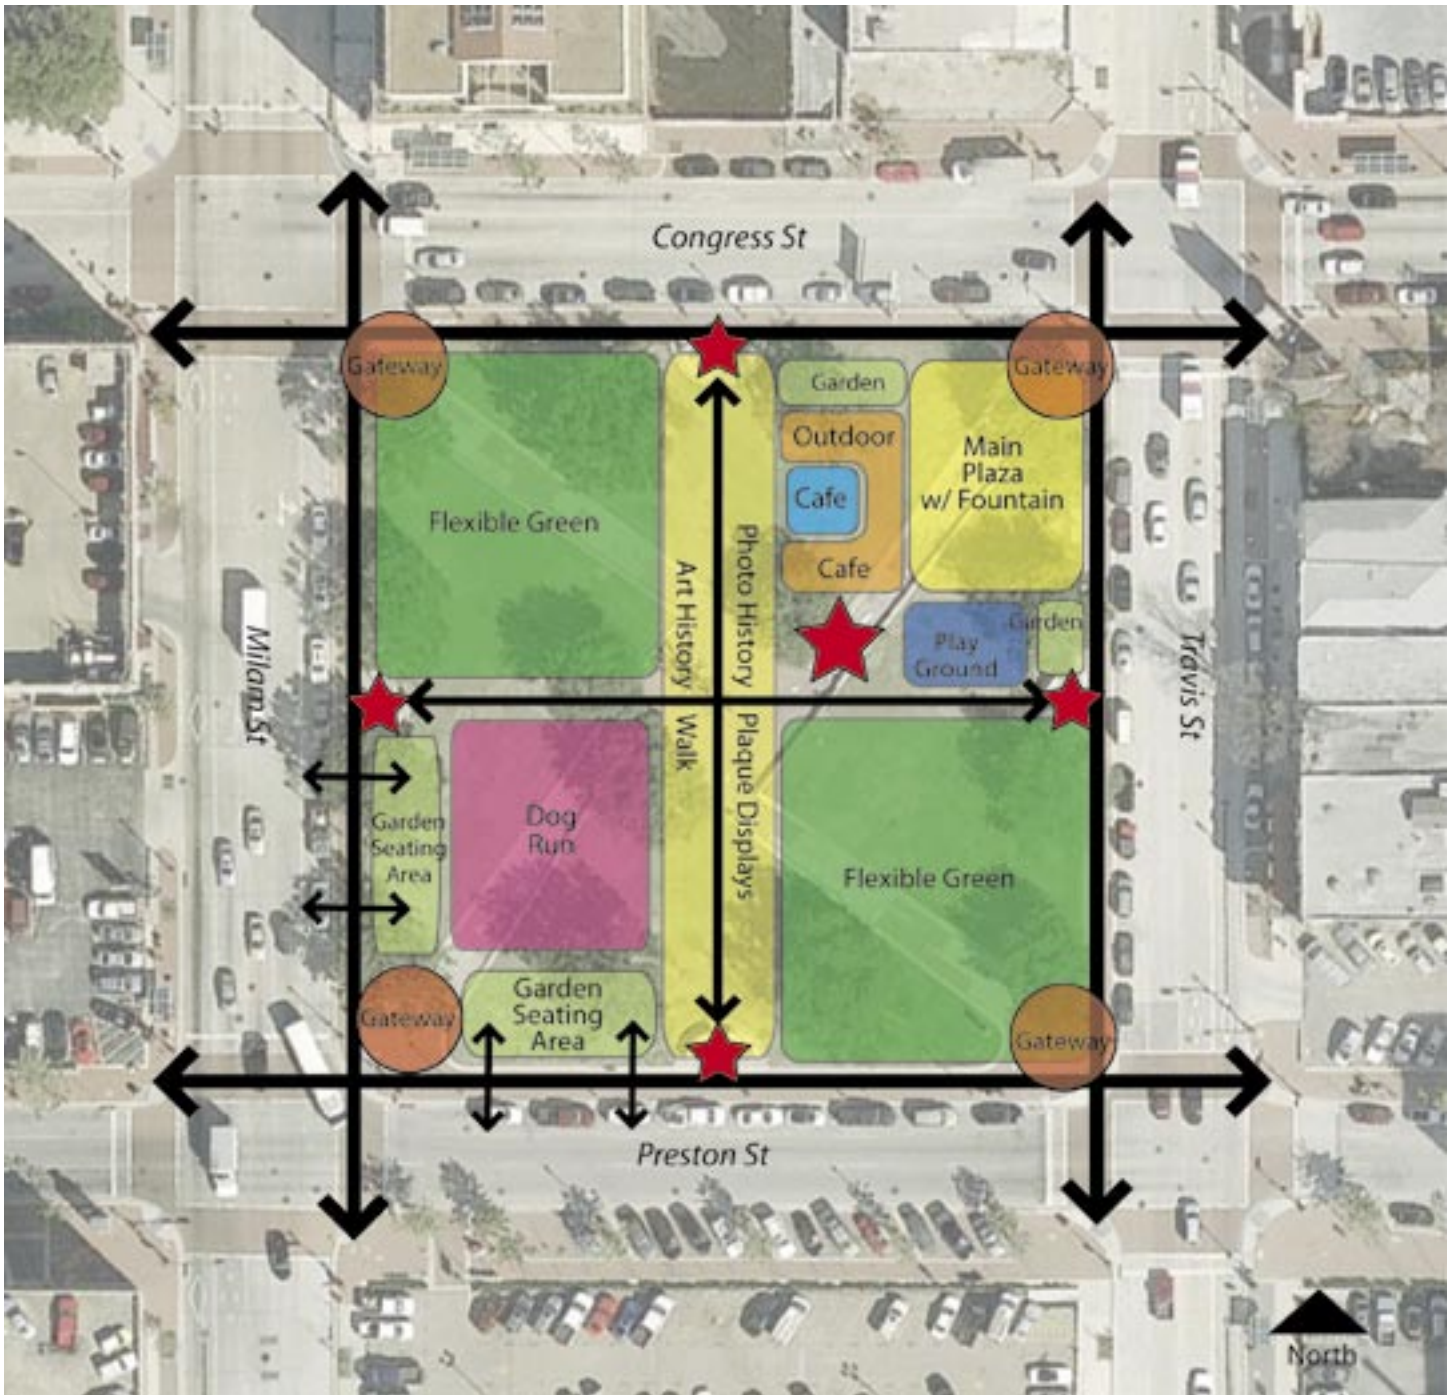 Congress St
Gateway
Gateway
Garden
Outdoor
Cafe
Cafe
Main
Plaza
w/ Fountain
Flexible Green
Art History Walk
Photo History Plaque Displays
Play
Ground
Garden
Milam St
Travis St
Garden
Seating
Area
Dog
Run
Flexible Green
Gateway
Garden
Seating
Area
Gateway
Preston St
North